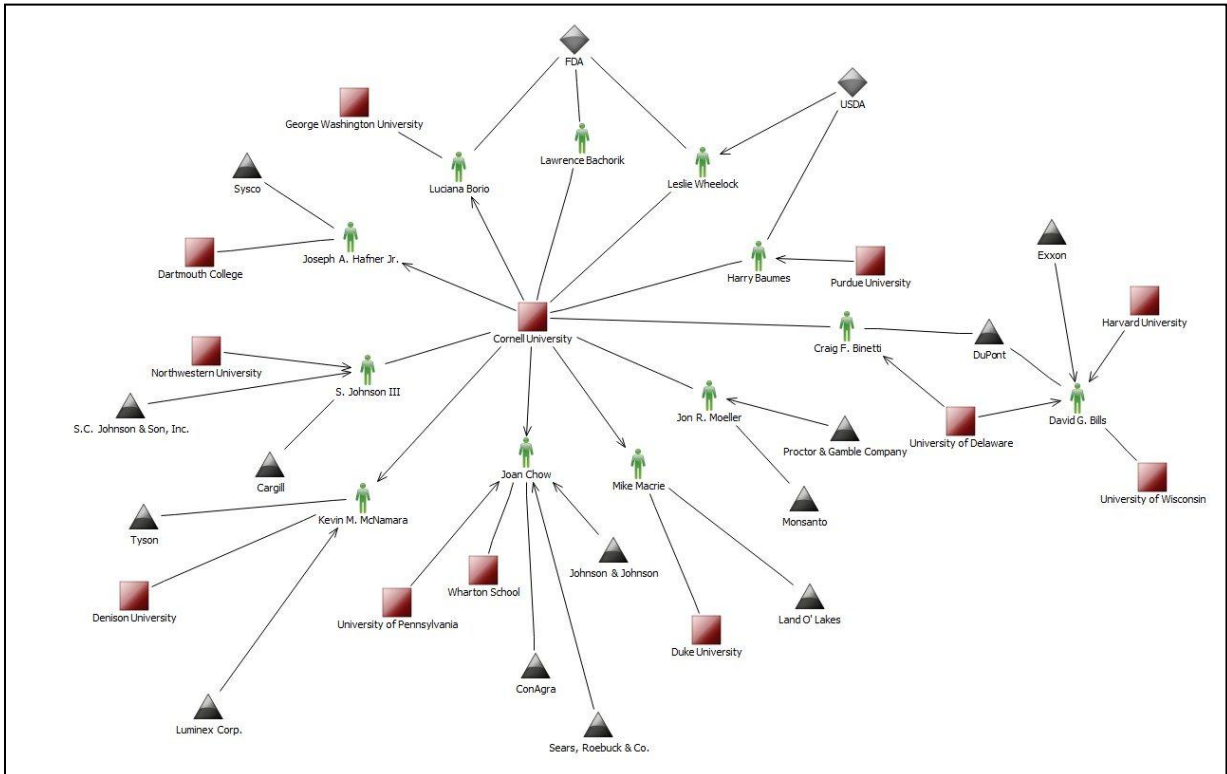 FDA
USDA
George Washington University
Lawrence Bachorik
Sysco
Luciana Borio
Leslie Wheelock
Exxon
Joseph A. Hafner Jr.
Dartmouth College
Harry Baumes
Purdue University
Harvard University
Cornell University
Craig F. Binetti
DuPont
Northwestern University
S. Johnson III
Jon R. Moeller
David G. Bills
S.C. Johnson & Son, Inc.
University of Delaware
Proctor & Gamble Company
Cargill
Joan Chow
Mike Macrie
University of Wisconsin
Kevin M. McNamara
Monsanto
Tyson
Johnson & Johnson
Wharton School
Denison University
University of Pennsylvania
Land O' Lakes
Duke University
ConAgra
Luminex Corp.
Sears, Roebuck & Co.